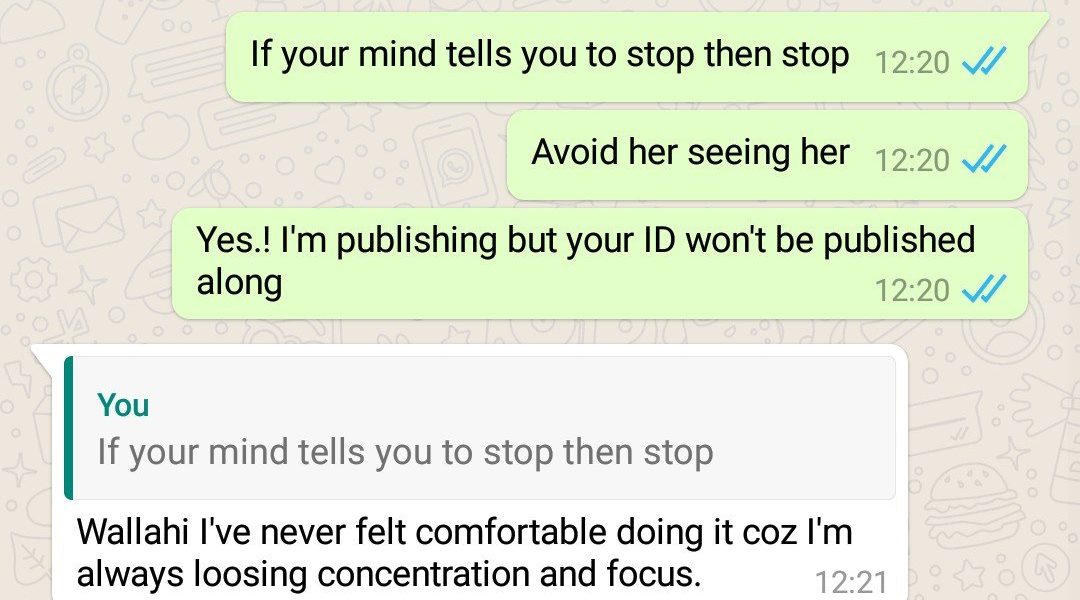 If your mind tells you to stop then stop 12:20
Avoid her seeing her 12:20
Yes.! I'm publishing but your ID won't be published
along 12:20
You
If your mind tells you to stop then stop
Wallahi I've never felt comfortable doing it coz I'm
always loosing concentration and focus. 12:21